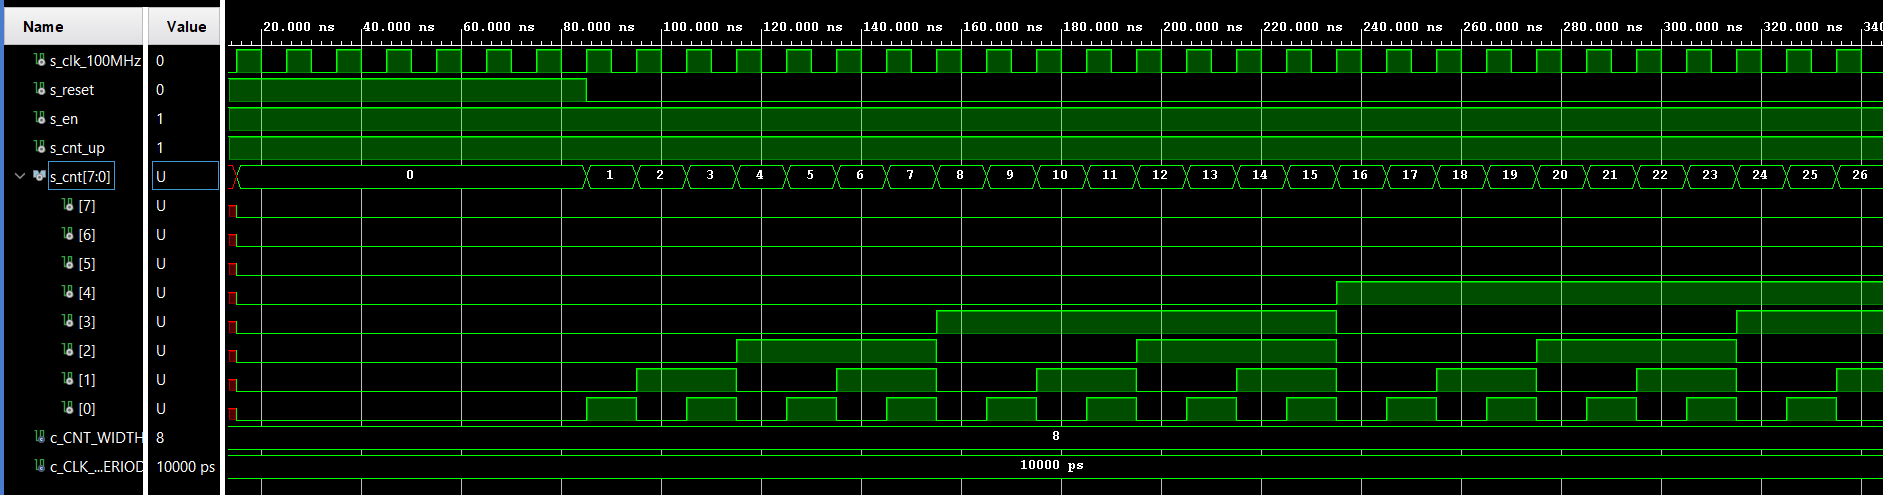 Name Value 20.000 ns 40.000 ns 60.000 ns 80.000 ns 100.000 ns 120.000 ns 140.000 ns 160.000 ns 180.000 ns 200.000 ns 220.000 ns 240.000 ns 260.000 ns 280.000 ns 300.000 ns 320.000 ns 340
s_clk_100MHz 0
s_reset 0
s_en 1
s_cnt_up 1
s_cnt[7:0] U 0 1 2 3 4 5 6 7 8 9 10 11 12 13 14 15 16 17 18 19 20 21 22 23 24 25 26
[7] U
[6] U
[5] U
[4] U
[3] U
[2] U
[1] U
[0] U
c_CNT_WIDTH 8 8
c_CLK_...ERIOD 10000 ps 10000 ps